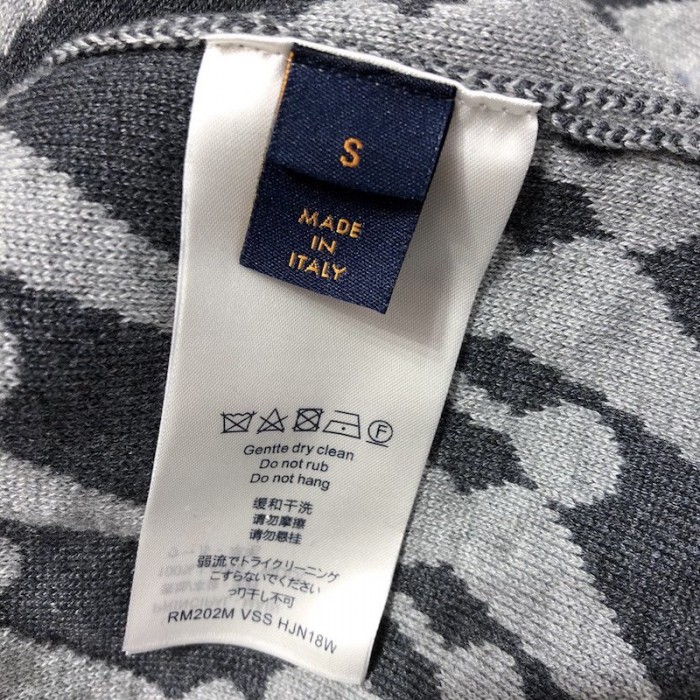 S
MADE
IN
ITALY
Gentte dry clean
Do not rub
Do not hang
缓和干洗
请勿摩擦
请勿悬挂
弱流でトライクリーニング
こすらないでください
つり干し不可
RM202M VSS HJN18W